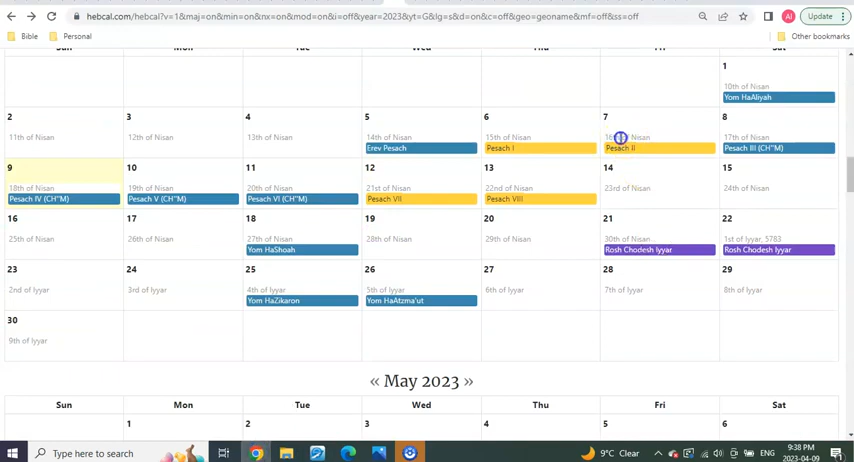 hebcal.com/hebcal?v=1&maj=on&min=on&nx=on&mod=on&i=off&year=2023&yt=G&lg=s&d=on&c=off&geo=geoname&mf=off&ss=off
AI
Update
Bible Personal Other bookmarks
Sun Mon Tue Wed Thu Fri Sat
1
10th of Nisan
Yom HaAliyah
2 3 4 5 6 7 8
11th of Nisan 12th of Nisan 13th of Nisan 14th of Nisan 15th of Nisan Nisan 17th of Nisan
Erev Pesach Pesach I Pesach II Pesach III (CH"M)
9 10 11 12 13 14 15
18th of Nisan 19th of Nisan 20th of Nisan 21st of Nisan 22nd of Nisan 23rd of Nisan 24th of Nisan
Pesach IV (CH"M) Pesach V (CH"M) Pesach VI (CH"M) Pesach VII Pesach VIII
16 17 18 19 20 21 22
25th of Nisan 26th of Nisan 27th of Nisan 28th of Nisan 29th of Nisan 30th of Nisan 1st of Iyyar, 5783
Yom HaShoah Rosh Chodesh Iyyar Rosh Chodesh Iyyar
23 24 25 26 27 28 29
2nd of Iyyar 3rd of Iyyar 4th of Iyyar 5th of Iyyar 6th of Iyyar 7th of Iyyar 8th of Iyyar
Yom HaZikaron Yom HaAtzma'ut
30
9th of Iyyar
« May 2023 »
Sun Mon Tue Wed Thu Fri Sat
1 2 3 4 5 6
Type here to search 9°C Clear ENG 9:38 PM
2023-04-09